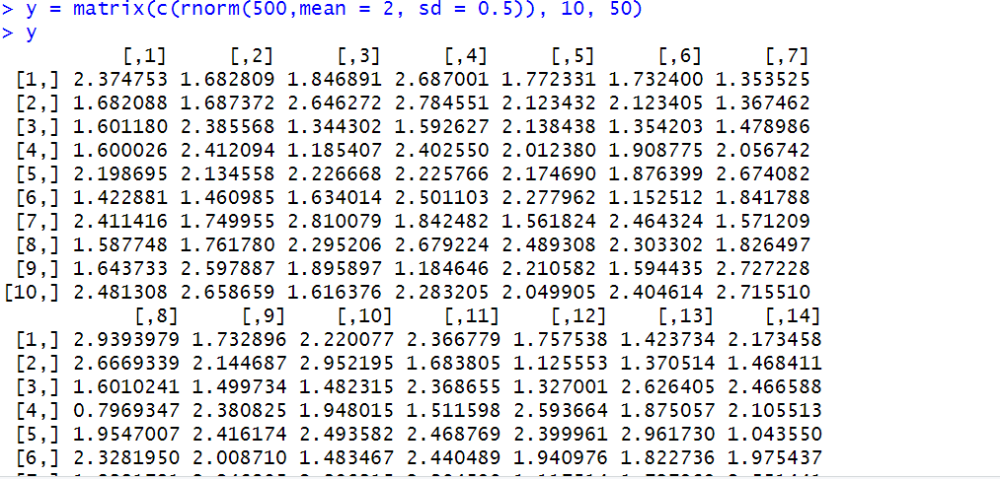 > y = matrix(c(rnorm(500,mean = 2, sd = 0.5)), 10, 50)
> y
[,1] [,2] [,3] [,4] [,5] [,6] [,7]
[1,] 2.374753 1.682809 1.846891 2.687001 1.772331 1.732400 1.353525
[2,] 1.682088 1.687372 2.646272 2.784551 2.123432 2.123405 1.367462
[3,] 1.601180 2.385568 1.344302 1.592627 2.138438 1.354203 1.478986
[4,] 1.600026 2.412094 1.185407 2.402550 2.012380 1.908775 2.056742
[5,] 2.198695 2.134558 2.226668 2.225766 2.174690 1.876399 2.674082
[6,] 1.422881 1.460985 1.634014 2.501103 2.277962 1.152512 1.841788
[7,] 2.411416 1.749955 2.810079 1.842482 1.561824 2.464324 1.571209
[8,] 1.587748 1.761780 2.295206 2.679224 2.489308 2.303302 1.826497
[9,] 1.643733 2.597887 1.895897 1.184646 2.210582 1.594435 2.727228
[10,] 2.481308 2.658659 1.616376 2.283205 2.049905 2.404614 2.715510
[,8] [,9] [,10] [,11] [,12] [,13] [,14]
[1,] 2.9393979 1.732896 2.220077 2.366779 1.757538 1.423734 2.173458
[2,] 2.6669339 2.144687 2.952195 1.683805 1.125553 1.370514 1.468411
[3,] 1.6010241 1.499734 1.482315 2.368655 1.327001 2.626405 2.466588
[4,] 0.7969347 2.380825 1.948015 1.511598 2.593664 1.875057 2.105513
[5,] 1.9547007 2.416174 2.493582 2.468769 2.399961 2.961730 1.043550
[6,] 2.3281950 2.008710 1.483467 2.440489 1.940976 1.822736 1.975437